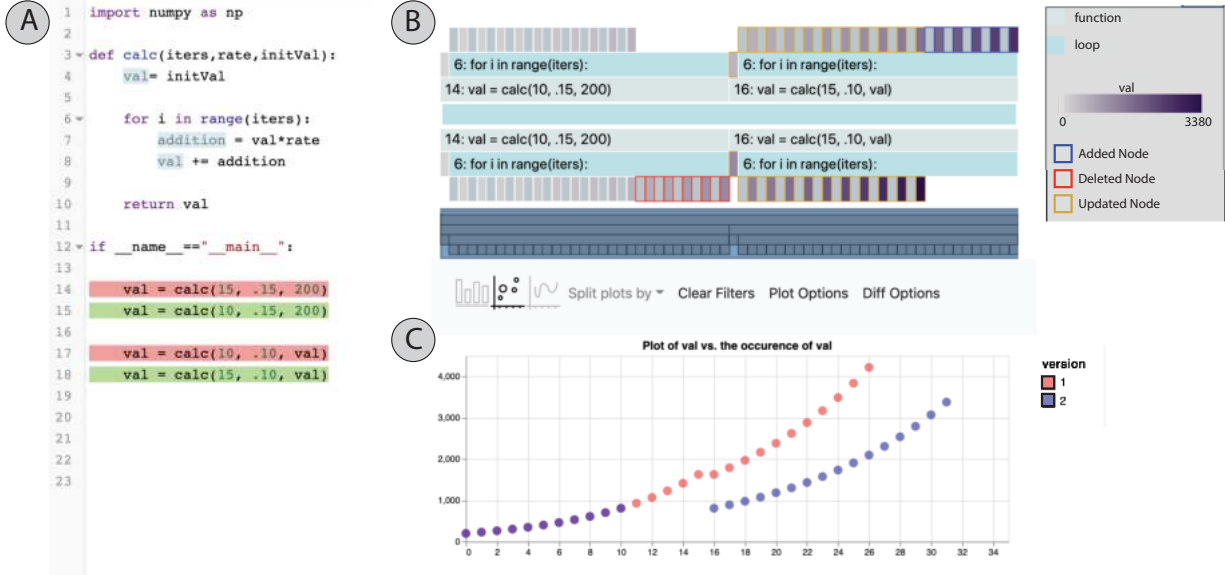 A
1 import numpy as np
2
3 def calc(iters,rate,initVal):
4 val= initVal
5
6 for i in range(iters):
7 addition = val*rate
8 val += addition
9
10 return val
11
12 if __name__=="__main__":
13
14 val = calc(15, .15, 200)
15 val = calc(10, .15, 200)
16
17 val = calc(10, .10, val)
18 val = calc(15, .10, val)
19
20
21
22
23
B
6: for i in range(iters): 6: for i in range(iters):
14: val = calc(10, .15, 200) 16: val = calc(15, .10, val)
14: val = calc(10, .15, 200) 16: val = calc(15, .10, val)
6: for i in range(iters): 6: for i in range(iters):
function
loop
val
0 3380
Added Node
Deleted Node
Updated Node
Split plots by Clear Filters Plot Options Diff Options
C
Plot of val vs. the occurence of val
4,000
3,000
2,000
1,000
0
0 2 4 6 8 10 12 14 16 18 20 22 24 26 28 30 32 34
version
1
2